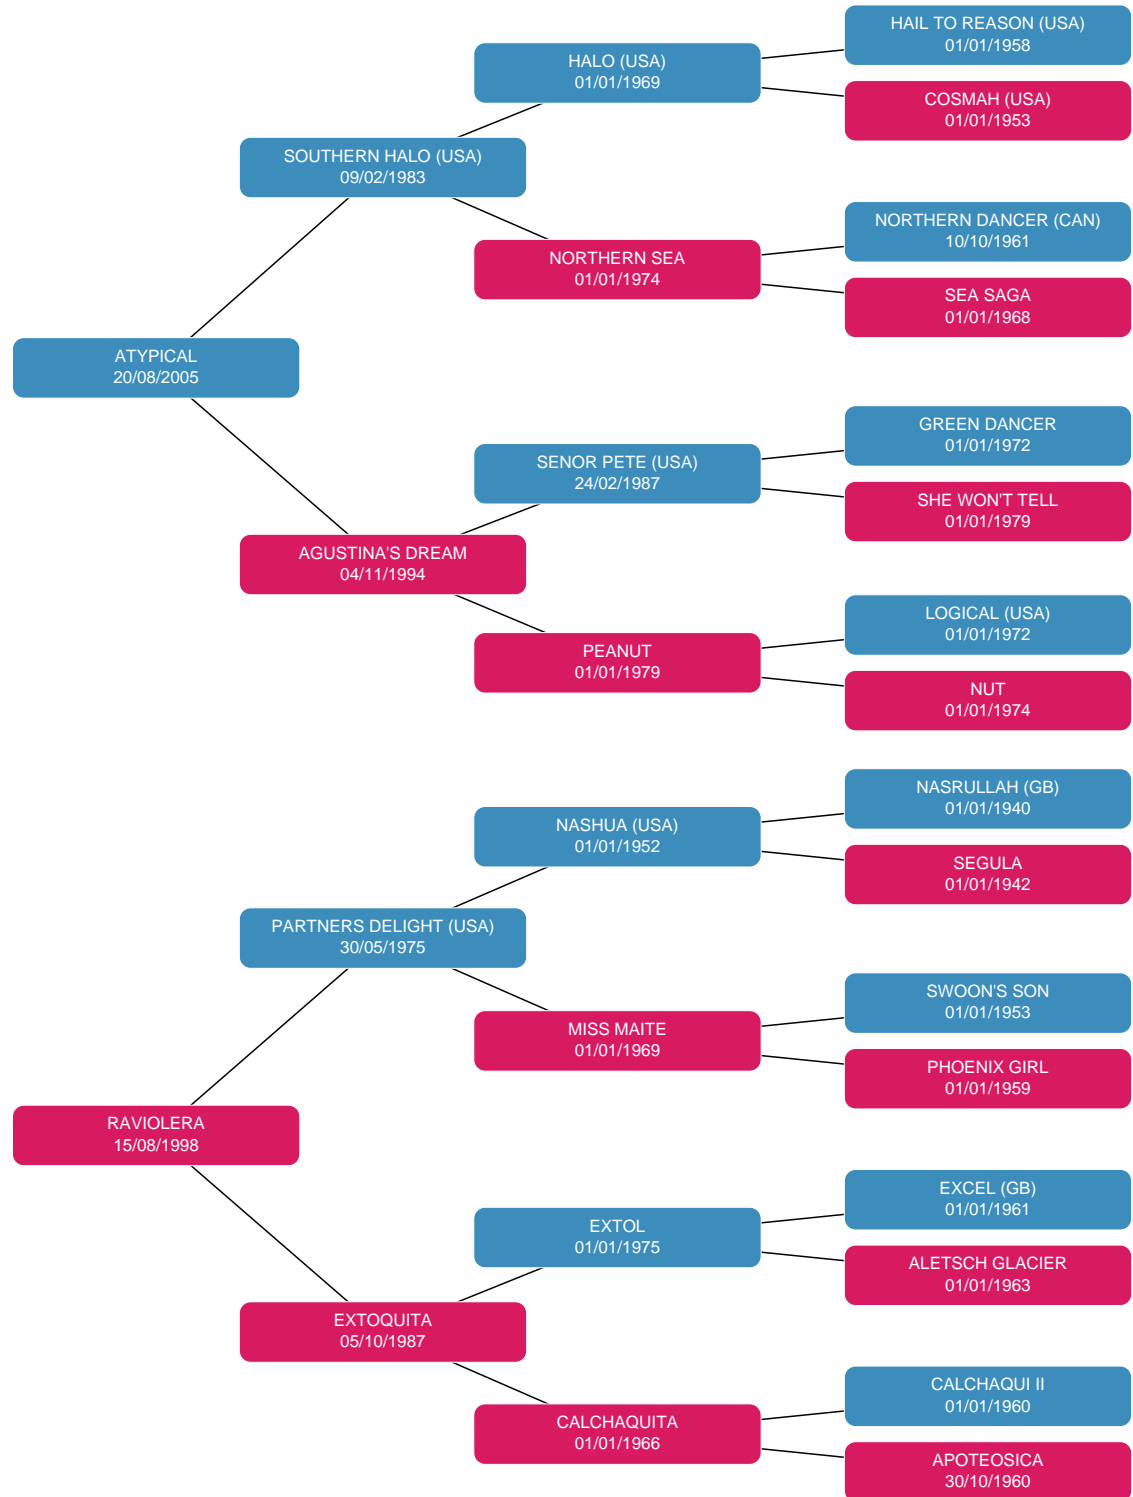 HAIL TO REASON (USA)
01/01/1958
HALO (USA)
01/01/1969
COSMAH (USA)
01/01/1953
SOUTHERN HALO (USA)
09/02/1983
NORTHERN DANCER (CAN)
10/10/1961
NORTHERN SEA
01/01/1974
SEA SAGA
01/01/1968
ATYPICAL
20/08/2005
GREEN DANCER
01/01/1972
SENOR PETE (USA)
24/02/1987
SHE WON'T TELL
01/01/1979
AGUSTINA'S DREAM
04/11/1994
LOGICAL (USA)
01/01/1972
PEANUT
01/01/1979
NUT
01/01/1974
NASRULLAH (GB)
01/01/1940
NASHUA (USA)
01/01/1952
SEGULA
01/01/1942
PARTNERS DELIGHT (USA)
30/05/1975
SWOON'S SON
01/01/1953
MISS MAITE
01/01/1969
PHOENIX GIRL
01/01/1959
RAVIOLERA
15/08/1998
EXCEL (GB)
01/01/1961
EXTOL
01/01/1975
ALETSCH GLACIER
01/01/1963
EXTOQUITA
05/10/1987
CALCHAQUI II
01/01/1960
CALCHAQUITA
01/01/1966
APOTEOSICA
30/10/1960